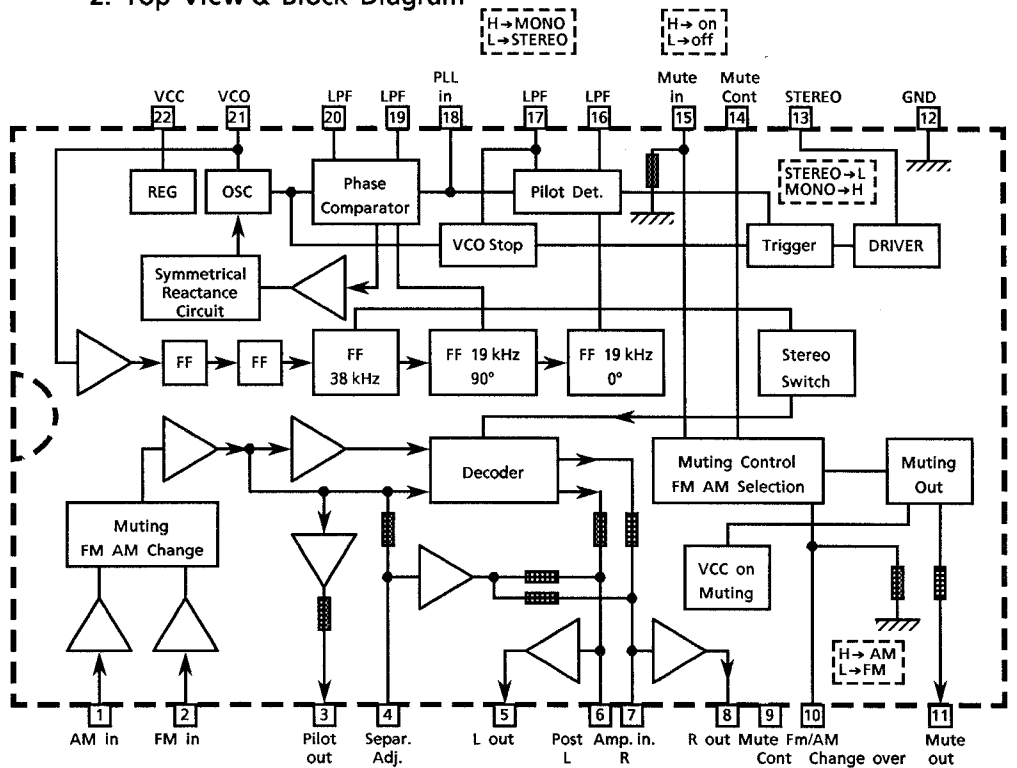 2. Top View & Block Diagram
H→MONO
L→STEREO
H→ on
L→off
VCC
VCO
LPF
LPF
PLL
in
LPF
LPF
Mute
in
Mute
Cont
STEREO
GND
22
21
20
19
18
17
16
15
14
13
12
REG
OSC
Phase
Comparator
Pilot Det.
STEREO→L
MONO→H
VCO Stop
Trigger
DRIVER
Symmetrical
Reactance
Circuit
FF
FF
FF
38 kHz
FF 19 kHz
90°
FF 19 kHz
0°
Stereo
Switch
Decoder
Muting Control
FM AM Selection
Muting
Out
Muting
FM AM Change
VCC on
Muting
H→ AM
L→FM
1
2
3
4
5
6
7
8
9
10
11
AM in
FM in
Pilot
out
Separ.
Adj.
L out
Post Amp. in.
L R
R out
Mute
Cont
Fm/AM
Change over
Mute
out